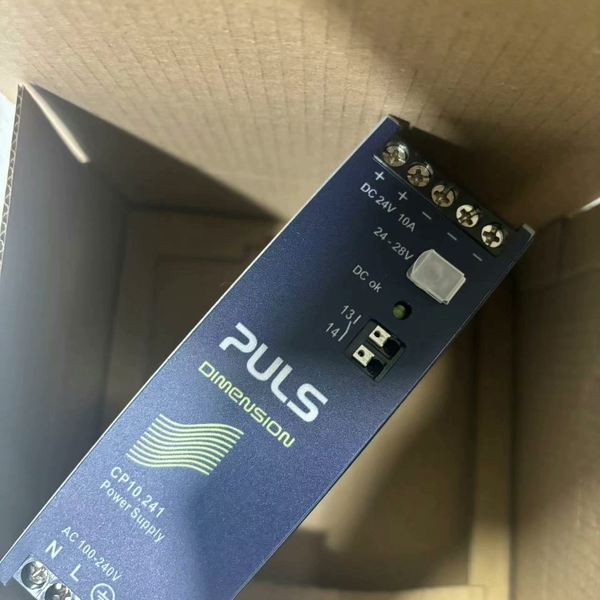 + + - - -
DC 24V 10A
24 - 28V
DC ok
13
14
PULS
DIMENSION
CP10.241
Power Supply
AC 100-240V
N L